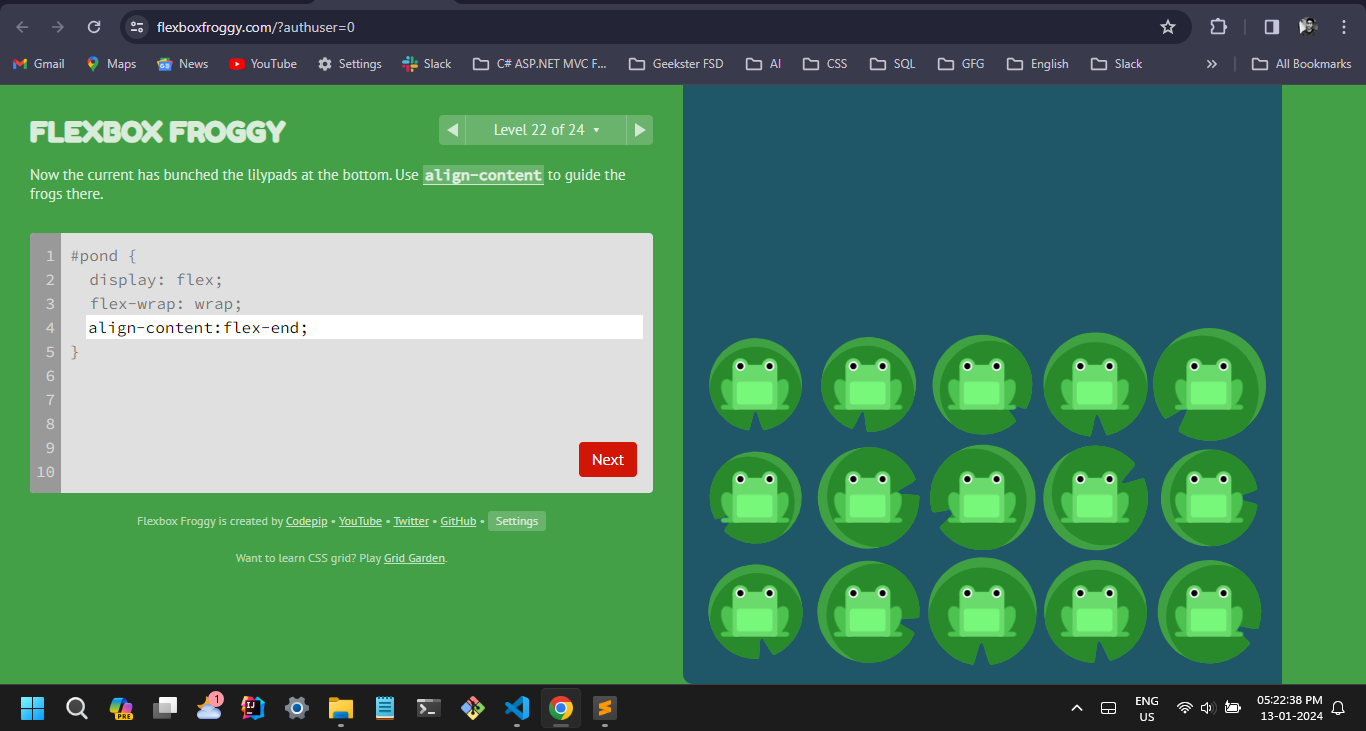 flexboxfroggy.com/?authuser=0
Gmail Maps News YouTube Settings Slack C# ASP.NET MVC F... Geekster FSD AI CSS SQL GFG English Slack » All Bookmarks
FLEXBOX FROGGY
Level 22 of 24
Now the current has bunched the lilypads at the bottom. Use align-content to guide the
frogs there.
1 #pond {
2 display: flex;
3 flex-wrap: wrap;
4 align-content:flex-end;
5 }
6
7
8
9
10
Next
Flexbox Froggy is created by Codepip • YouTube • Twitter • GitHub • Settings
Want to learn CSS grid? Play Grid Garden.
1
PRE
IJ
ENG
US
05:22:38 PM
13-01-2024